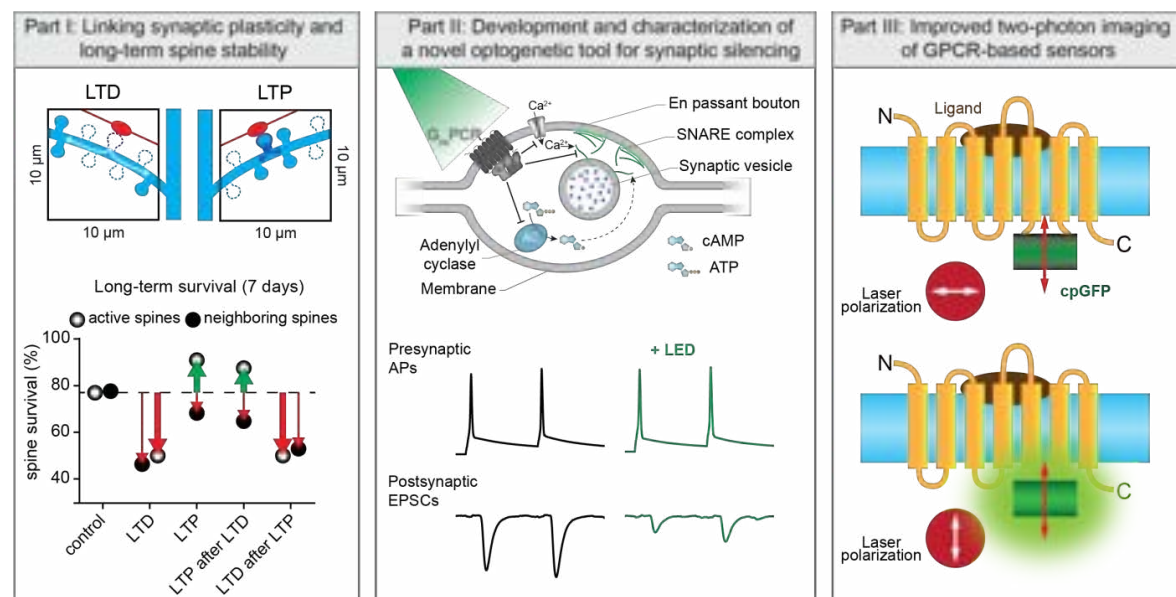 Part I: Linking synaptic plasticity and
long-term spine stability
LTD
LTP
10 µm
10 µm
10 µm
10 µm
Long-term survival (7 days)
active spines
neighboring spines
spine survival (%)
100
80
60
40
control
LTD
LTP
LTP after LTD
LTD after LTP
Part II: Development and characterization of
a novel optogenetic tool for synaptic silencing
Ca²⁺
Ca²⁺
En passant bouton
SNARE complex
Synaptic vesicle
Adenylyl
cyclase
Membrane
cAMP
ATP
Presynaptic
APs
+ LED
Postsynaptic
EPSCs
Part III: Improved two-photon imaging
of GPCR-based sensors
N
Ligand
C
cpGFP
Laser
polarization
N
C
Laser
polarization